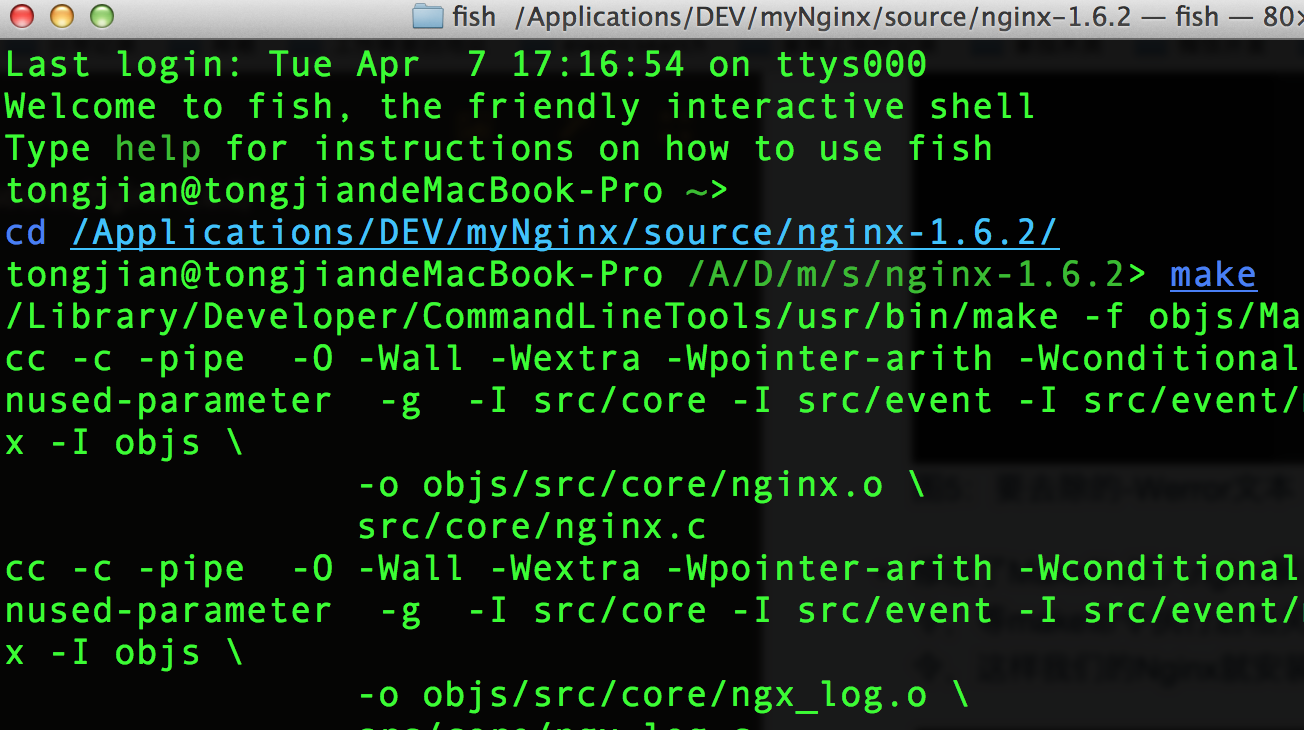 fish /Applications/DEV/myNginx/source/nginx-1.6.2 — fish — 80×
Last login: Tue Apr  7 17:16:54 on ttys000
Welcome to fish, the friendly interactive shell
Type help for instructions on how to use fish
tongjian@tongjiandeMacBook-Pro ~>
cd /Applications/DEV/myNginx/source/nginx-1.6.2/
tongjian@tongjiandeMacBook-Pro /A/D/m/s/nginx-1.6.2> make
/Library/Developer/CommandLineTools/usr/bin/make -f objs/Ma
cc -c -pipe  -O -Wall -Wextra -Wpointer-arith -Wconditional
nused-parameter  -g  -I src/core -I src/event -I src/event/
x -I objs \
-o objs/src/core/nginx.o \
src/core/nginx.c
cc -c -pipe  -O -Wall -Wextra -Wpointer-arith -Wconditional
nused-parameter  -g  -I src/core -I src/event -I src/event/
x -I objs \
-o objs/src/core/ngx_log.o \
src/core/ngx_log.c